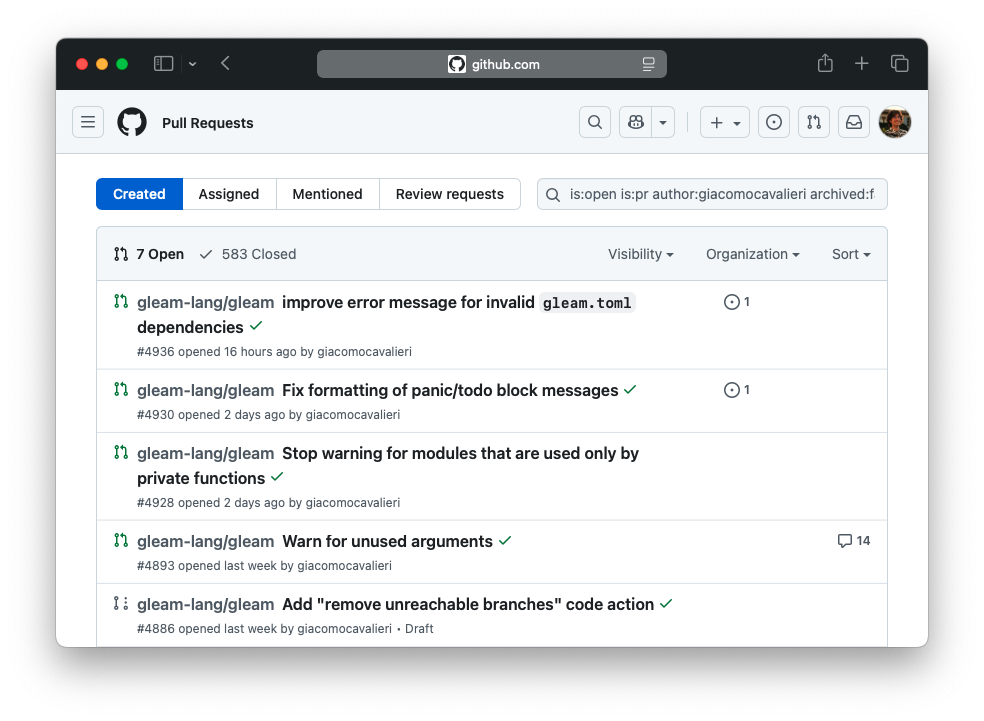 github.com
Pull Requests
Created Assigned Mentioned Review requests is:open is:pr author:giacomocavalieri archived:f
7 Open 583 Closed Visibility Organization Sort
gleam-lang/gleam improve error message for invalid gleam.toml 1
dependencies
#4936 opened 16 hours ago by giacomocavalieri
gleam-lang/gleam Fix formatting of panic/todo block messages 1
#4930 opened 2 days ago by giacomocavalieri
gleam-lang/gleam Stop warning for modules that are used only by
private functions
#4928 opened 2 days ago by giacomocavalieri
gleam-lang/gleam Warn for unused arguments 14
#4893 opened last week by giacomocavalieri
gleam-lang/gleam Add "remove unreachable branches" code action
#4886 opened last week by giacomocavalieri • Draft